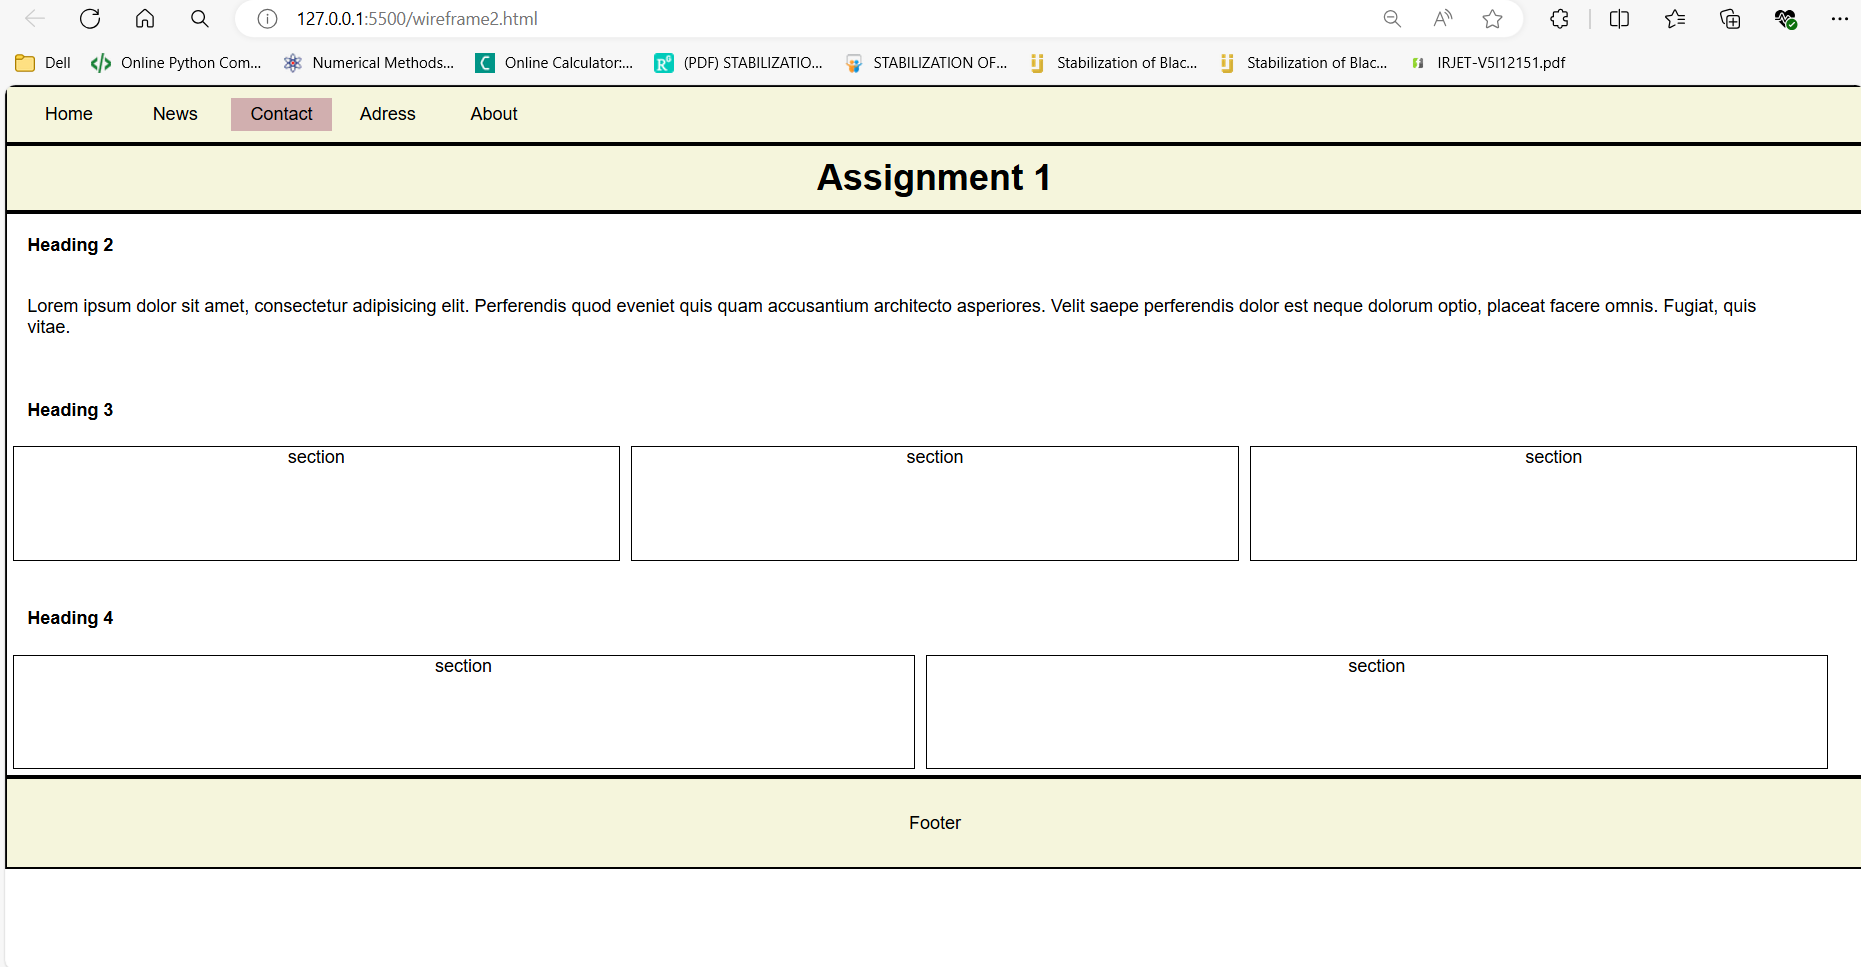 127.0.0.1:5500/wireframe2.html
Dell Online Python Com... Numerical Methods... Online Calculator:... (PDF) STABILIZATIO... STABILIZATION OF... Stabilization of Blac... Stabilization of Blac... IRJET-V5I12151.pdf
Home News Contact Adress About
Assignment 1
Heading 2
Lorem ipsum dolor sit amet, consectetur adipisicing elit. Perferendis quod eveniet quis quam accusantium architecto asperiores. Velit saepe perferendis dolor est neque dolorum optio, placeat facere omnis. Fugiat, quis
vitae.
Heading 3
section section section
Heading 4
section section
Footer